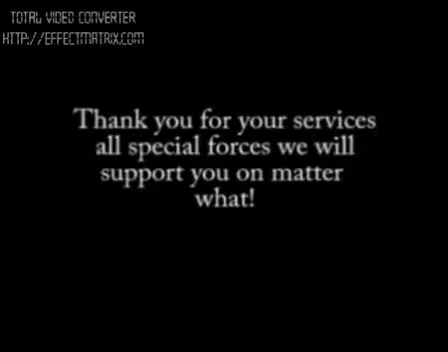 TOTAL VIDEO CONVERTER
HTTP://EFFECTMATRIX.COM
Thank you for your services
all special forces we will
support you on matter
what!